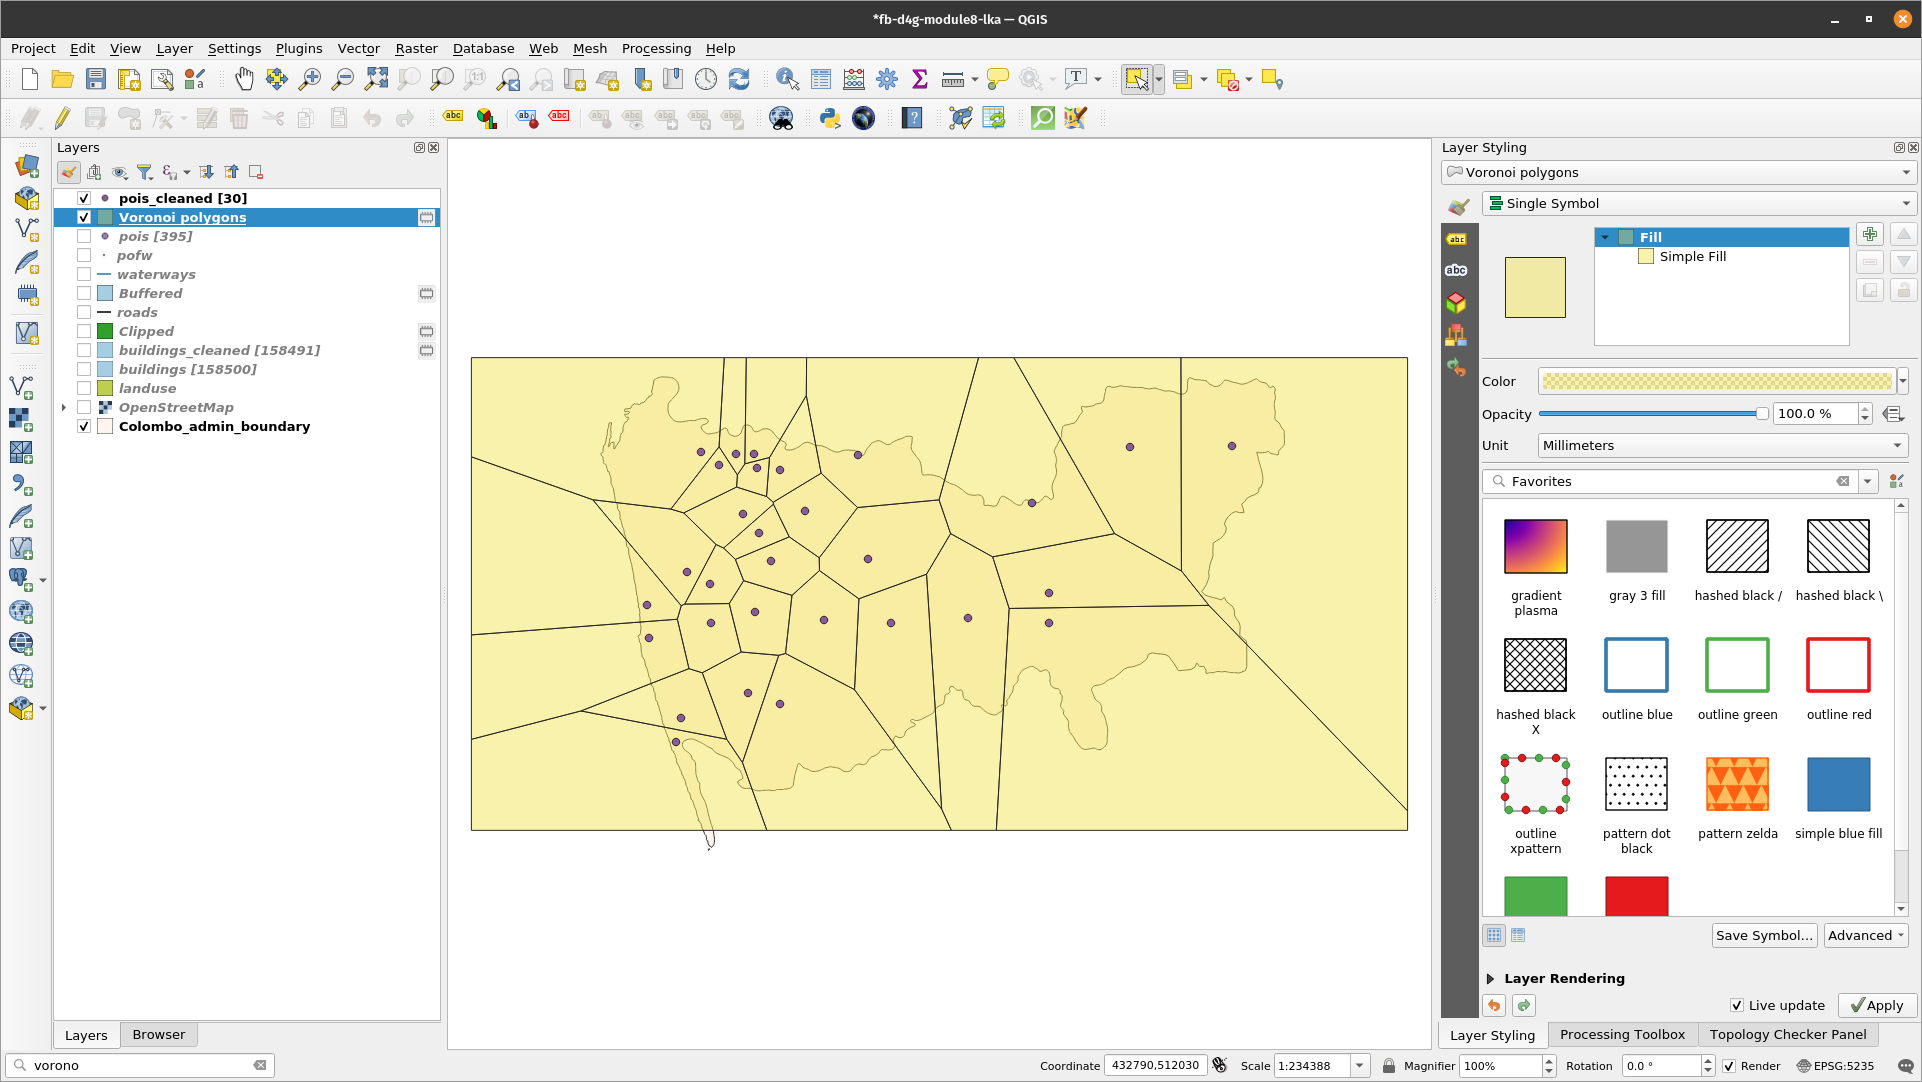 *fb-d4g-module8-lka — QGIS
Project Edit View Layer Settings Plugins Vector Raster Database Web Mesh Processing Help
Layers
pois_cleaned [30]
Voronoi polygons
pois [395]
pofw
waterways
Buffered
roads
Clipped
buildings_cleaned [158491]
buildings [158500]
landuse
OpenStreetMap
Colombo_admin_boundary
Layers Browser
vorono
Layer Styling
Voronoi polygons
Single Symbol
Fill
Simple Fill
Color
Opacity 100.0 %
Unit Millimeters
Favorites
gradient plasma
gray 3 fill
hashed black /
hashed black \
hashed black X
outline blue
outline green
outline red
outline xpattern
pattern dot black
pattern zelda
simple blue fill
Save Symbol... Advanced
Layer Rendering
Live update Apply
Layer Styling Processing Toolbox Topology Checker Panel
Coordinate 432790,512030 Scale 1:234388 Magnifier 100% Rotation 0.0 ° Render EPSG:5235